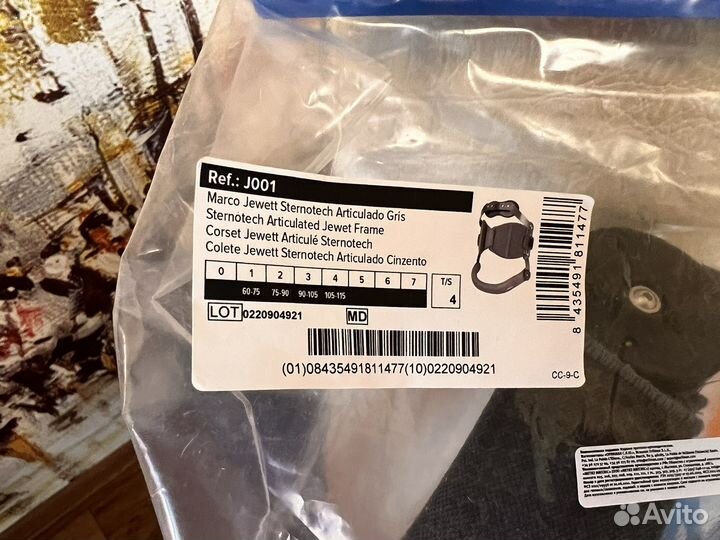 Ref.: J001
Marco Jewett Sternotech Articulado Gris
Sternotech Articulated Jewet Frame
Corset Jewett Articulé Sternotech
Colete Jewett Sternotech Articulado Cinzento
0 1 2 3 4 5 6 7 T/S
60-75 75-90 90-105 105-115 4
LOT 0220904921 MD
(01)08435491811477(10)0220904921
CC-9-C
8 435491 811477
Avito